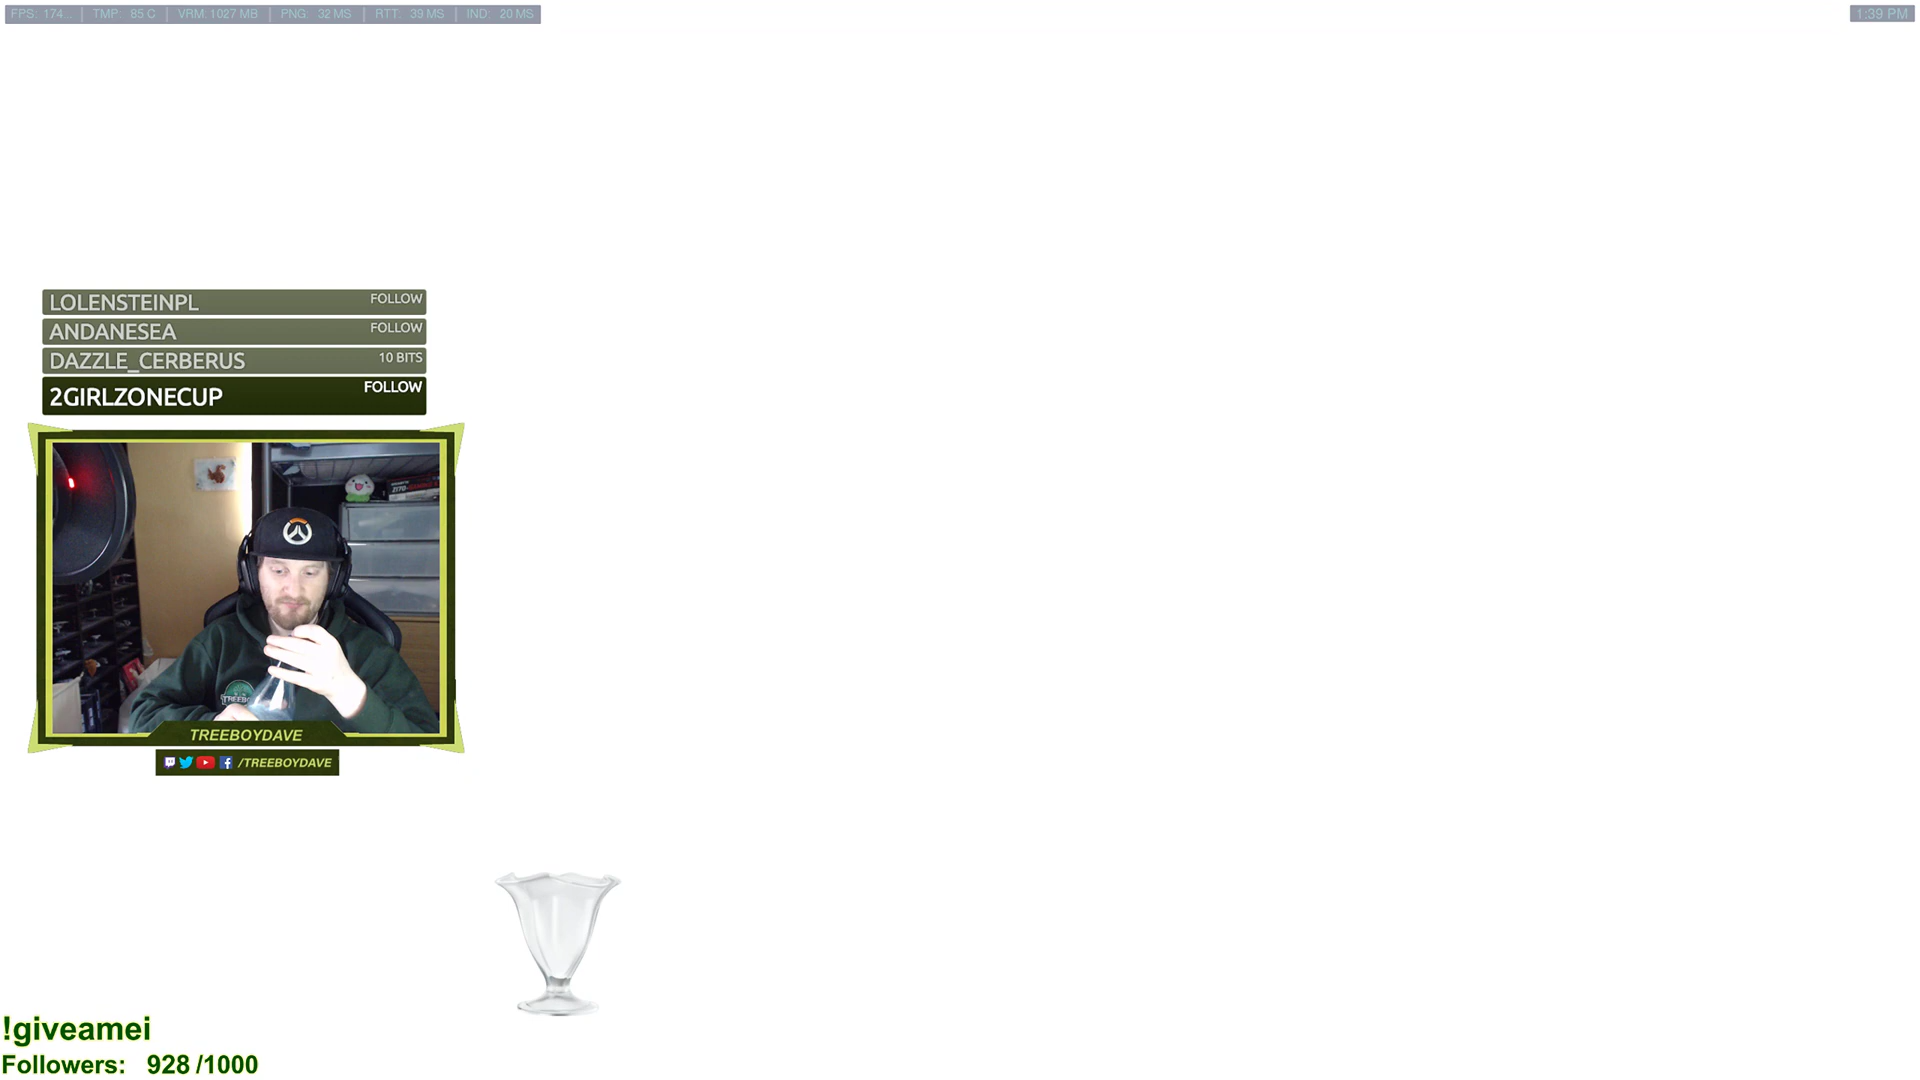 FPS: 174... | TMP: 85 C | VRM: 1027 MB | PNG: 32 MS | RTT: 39 MS | IND: 20 MS
1:39 PM
LOLENSTEINPL FOLLOW
ANDANESEA FOLLOW
DAZZLE_CERBERUS 10 BITS
2GIRLZONECUP FOLLOW
TREEBOYDAVE
/TREEBOYDAVE
!giveamei
Followers: 928 /1000